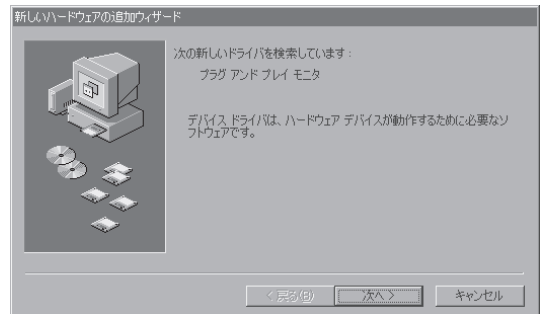 新しいハードウェアの追加ウィザード
次の新しいドライバを検索しています：
プラグ アンド プレイ モニタ
デバイス ドライバは、ハードウェア デバイスが動作するために必要なソ
フトウェアです。
< 戻る(B)
次へ >
キャンセル